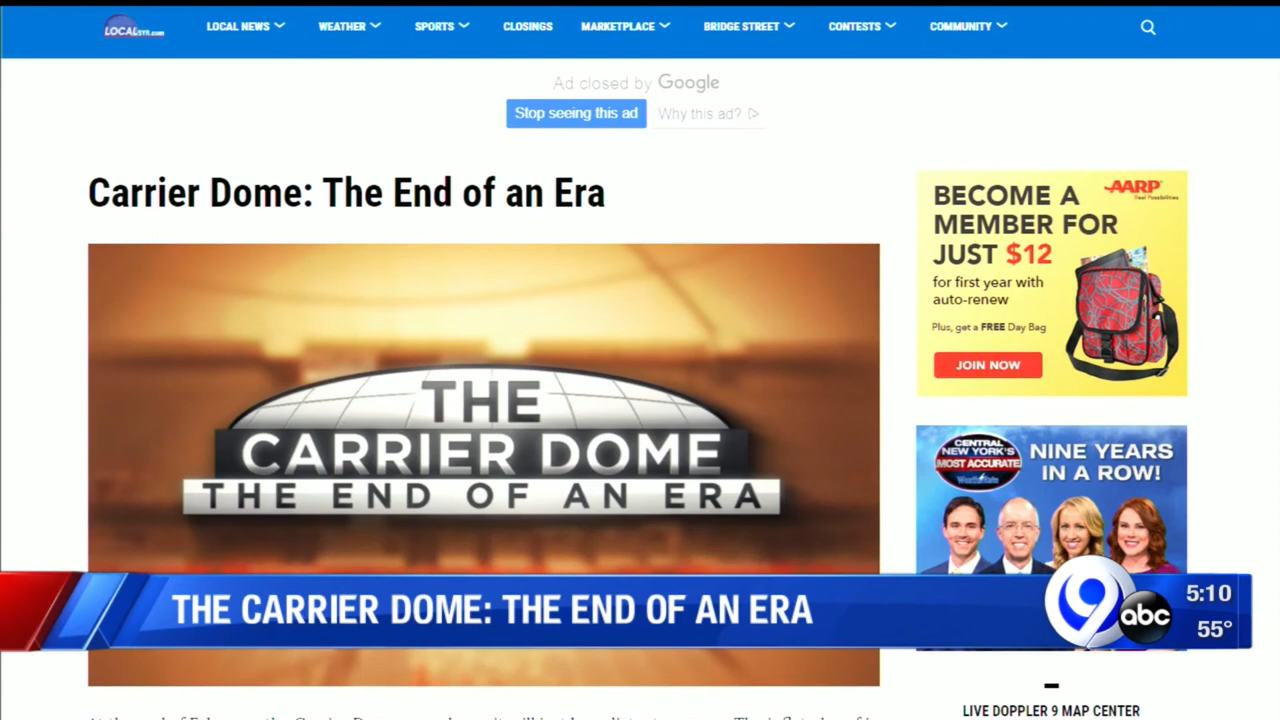 LOCALSYR.com
LOCAL NEWS
WEATHER
SPORTS
CLOSINGS
MARKETPLACE
BRIDGE STREET
CONTESTS
COMMUNITY
Ad closed by Google
Stop seeing this ad
Why this ad?
Carrier Dome: The End of an Era
THE
CARRIER DOME
THE END OF AN ERA
AARP
Real Possibilities
BECOME A
MEMBER FOR
JUST $12
for first year with
auto-renew
Plus, get a FREE Day Bag
JOIN NOW
CENTRAL
NEW YORK'S
MOST ACCURATE
WeatheRate
NINE YEARS
IN A ROW!
THE CARRIER DOME: THE END OF AN ERA
9
abc
5:10
55°
LIVE DOPPLER 9 MAP CENTER